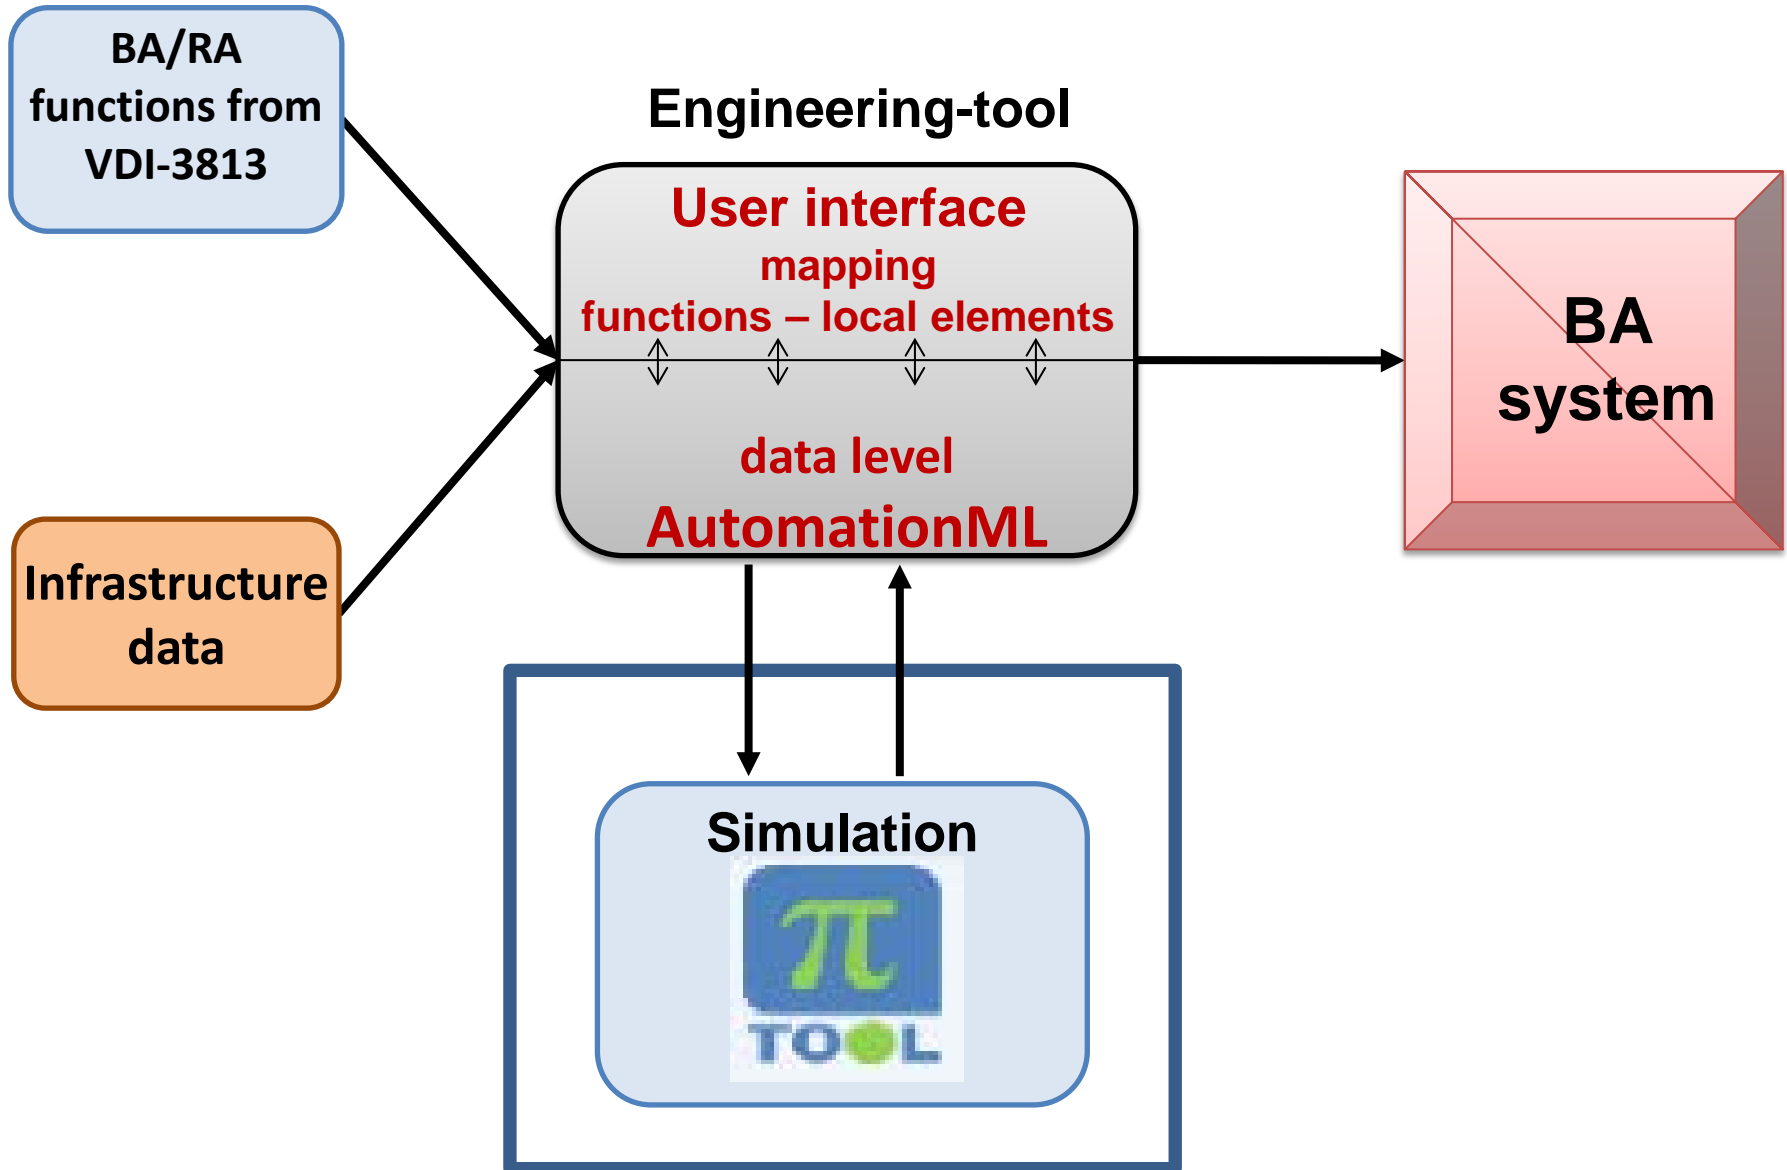 BA/RA
functions from
VDI-3813
Engineering-tool
User interface
mapping
functions – local elements
data level
AutomationML
BA
system
Infrastructure
data
Simulation
π
TOOL